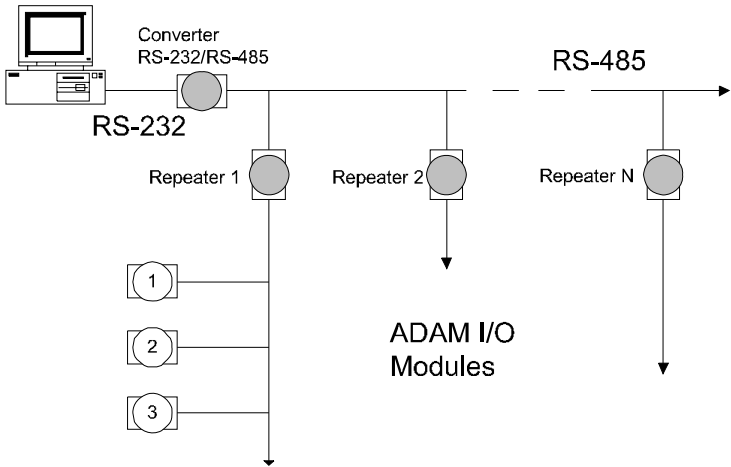 Converter
RS-232/RS-485
RS-485
RS-232
Repeater 1
Repeater 2
Repeater N
1
2
3
ADAM I/O
Modules